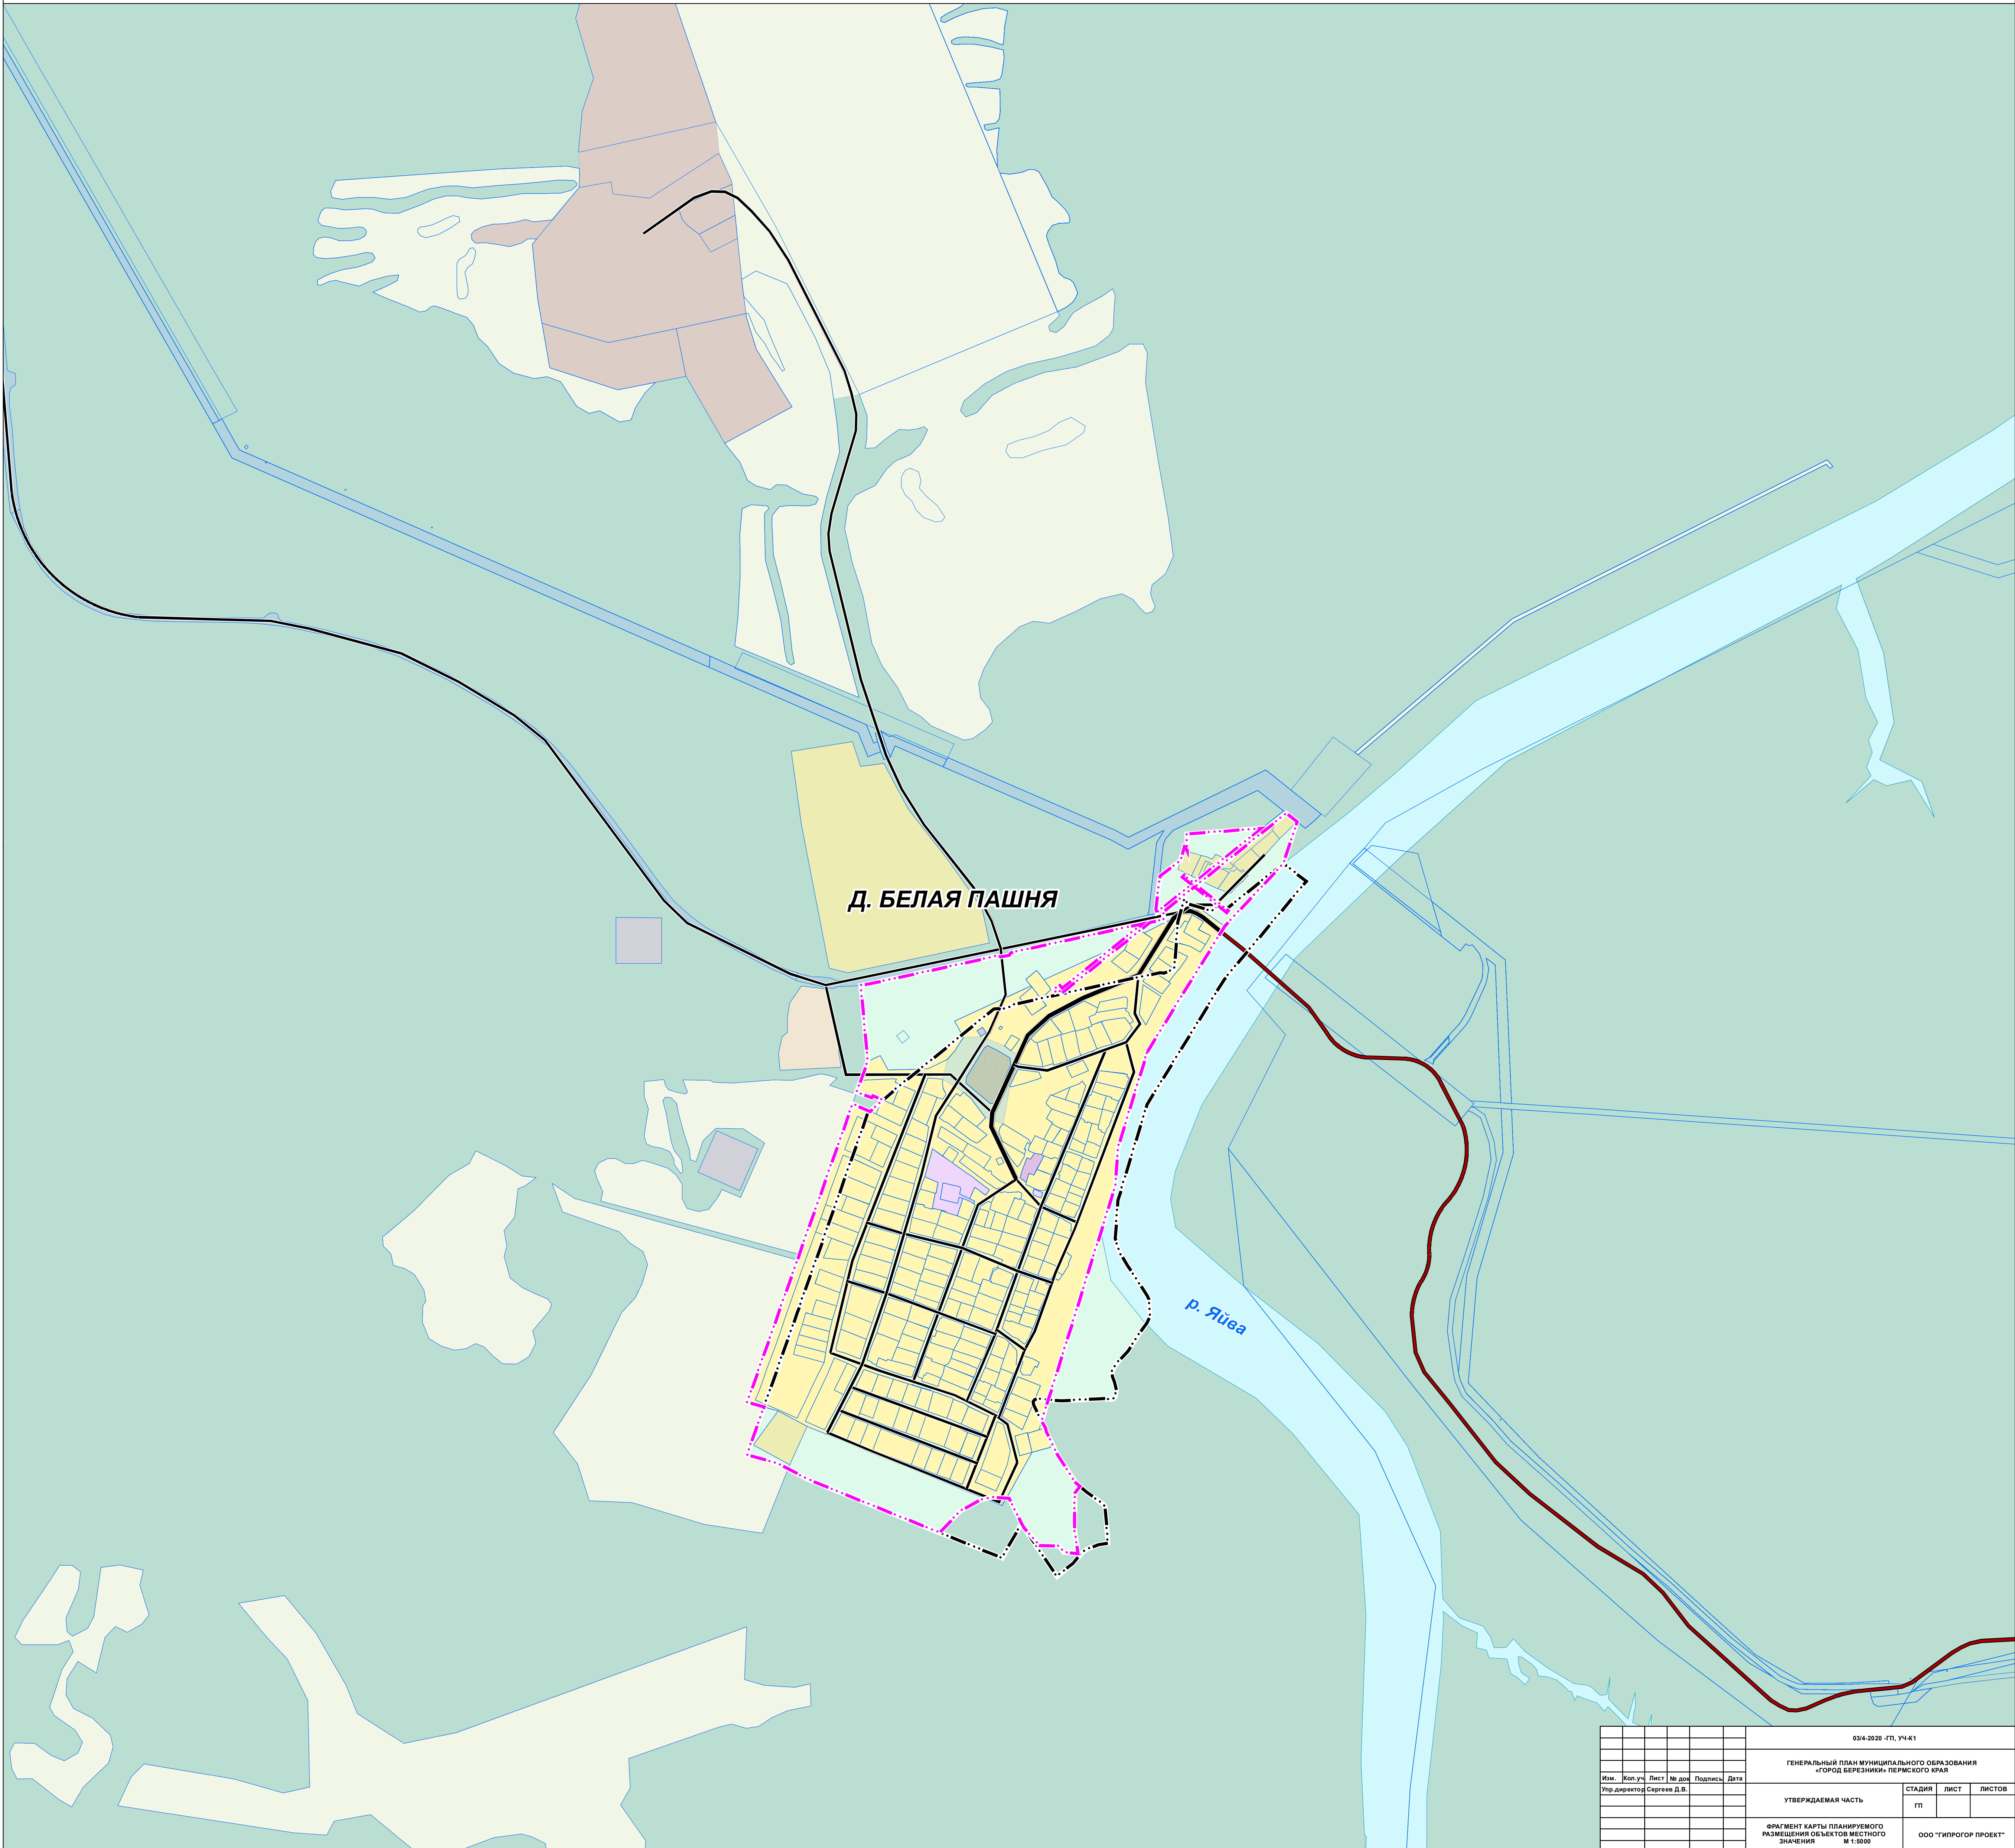 Д. БЕЛАЯ ПАШНЯ
р. Яйва
03/4-2020 -ГП, УЧ-К1
ГЕНЕРАЛЬНЫЙ ПЛАН МУНИЦИПАЛЬНОГО ОБРАЗОВАНИЯ
«ГОРОД БЕРЕЗНИКИ» ПЕРМСКОГО КРАЯ
Изм. Кол.уч. Лист № док Подпись Дата
Упр.директор Сергеев Д.В.
УТВЕРЖДАЕМАЯ ЧАСТЬ
СТАДИЯ ЛИСТ ЛИСТОВ
ГП
ФРАГМЕНТ КАРТЫ ПЛАНИРУЕМОГО
РАЗМЕЩЕНИЯ ОБЪЕКТОВ МЕСТНОГО
ЗНАЧЕНИЯ М 1:5000
ООО "ГИПРОГОР ПРОЕКТ"